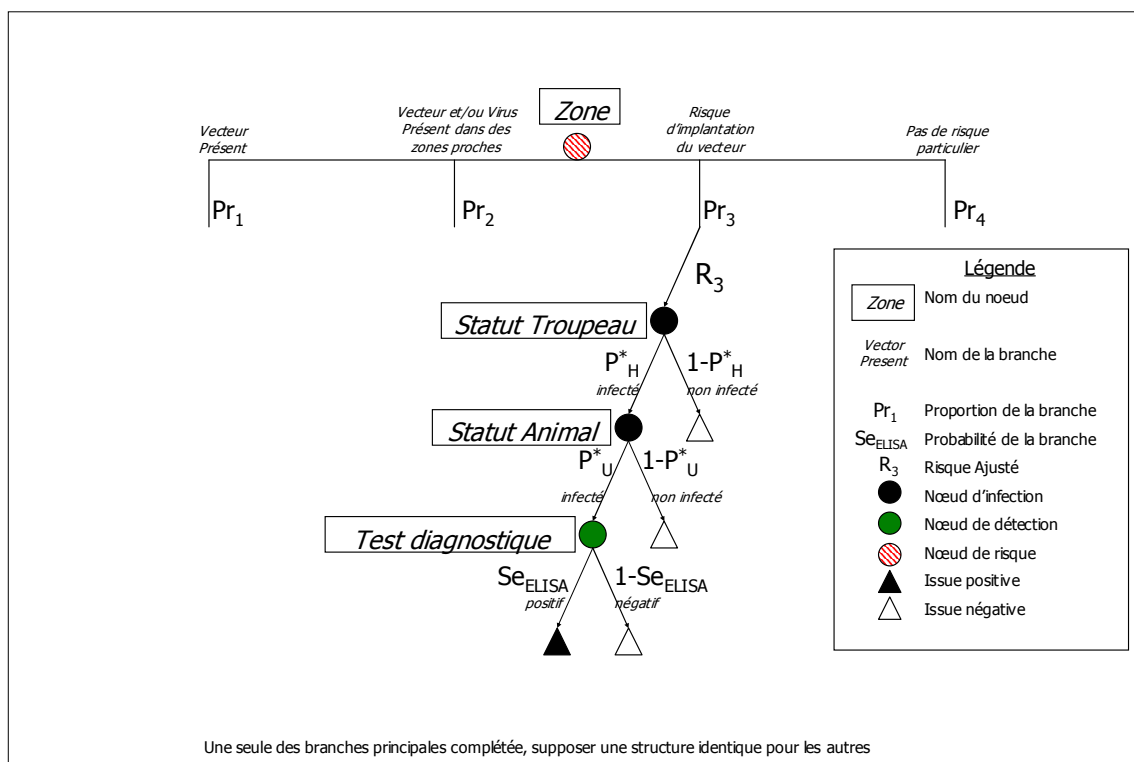 Zone
Vecteur
Présent
Vecteur et/ou Virus
Présent dans des
zones proches
Risque
d'implantation
du vecteur
Pas de risque
particulier
Pr1
Pr2
Pr3
Pr4
R3
Statut Troupeau
P*H
infecté
1-P*H
non infecté
Statut Animal
P*U
infecté
1-P*U
non infecté
Test diagnostique
SeELISA
positif
1-SeELISA
négatif
Légende
Zone
Nom du noeud
Vector
Present
Nom de la branche
Pr1
Proportion de la branche
SeELISA
Probabilité de la branche
R3
Risque Ajusté
Nœud d'infection
Nœud de détection
Nœud de risque
Issue positive
Issue négative
Une seule des branches principales complétée, supposer une structure identique pour les autres